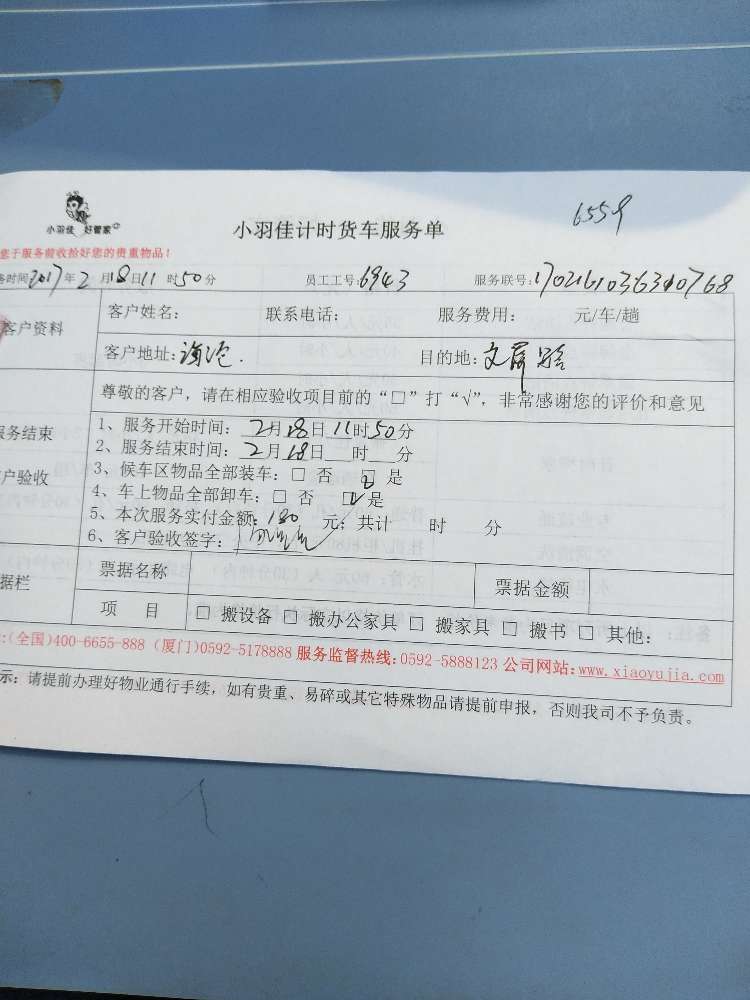 6559
小羽佳 好管家
小羽佳计时货车服务单
您于服务前收拾好您的贵重物品!
务时间:2017年2月18日11时50分 员工工号:6943 服务联号:170216103630768
客户资料
客户姓名: 联系电话: 服务费用: 元/车/趟
客户地址:海沧. 目的地:文屏
尊敬的客户，请在相应验收项目前的“□”打“√”，非常感谢您的评价和意见
服务结束
户验收
1、服务开始时间: 2月18日11时50分
2、服务结束时间: 2月18日 时 分
3、候车区物品全部装车: □ 否 ☑ 是
4、车上物品全部卸车: □ 否 ☑ 是
5、本次服务实付金额: 180 元; 共计 时 分
6、客户验收签字:
据栏
票据名称 票据金额
项 目 □ 搬设备 □ 搬办公家具 □ 搬家具 □ 搬书 □ 其他:
:(全国)400-6655-888 (厦门)0592-5178888 服务监督热线:0592-5888123 公司网站:www.xiaoyujia.com
示: 请提前办理好物业通行手续，如有贵重、易碎或其它特殊物品请提前申报，否则我司不予负责。